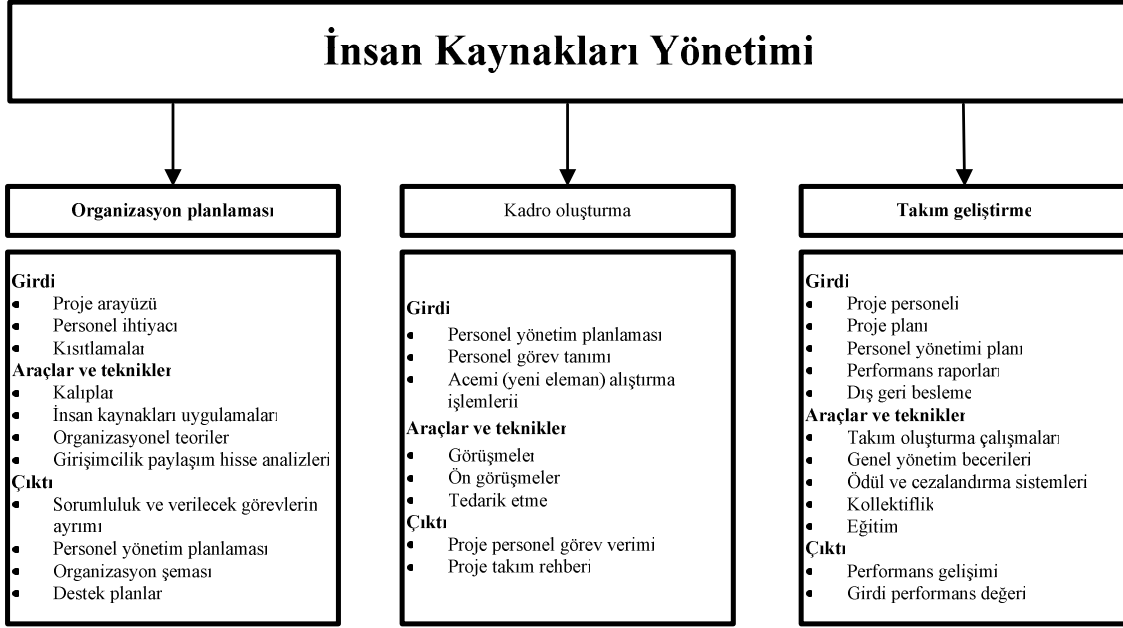 İnsan Kaynakları Yönetimi
Organizasyon planlaması
Girdi
Proje arayüzü
Personel ihtiyacı
Kısıtlamalar
Araçlar ve teknikler
Kalıplar
İnsan kaynakları uygulamaları
Organizasyonel teoriler
Girişimcilik paylaşım hisse analizleri
Çıktı
Sorumluluk ve verilecek görevlerin
ayrımı
Personel yönetim planlaması
Organizasyon şeması
Destek planlar
Kadro oluşturma
Girdi
Personel yönetim planlaması
Personel görev tanımı
Acemi (yeni eleman) alıştırma
işlemlerii
Araçlar ve teknikler
Görüşmeler
Ön görüşmeler
Tedarik etme
Çıktı
Proje personel görev verimi
Proje takım rehberi
Takım geliştirme
Girdi
Proje personeli
Proje planı
Personel yönetimi planı
Performans raporları
Dış geri besleme
Araçlar ve teknikler
Takım oluşturma çalışmaları
Genel yönetim becerileri
Ödül ve cezalandırma sistemleri
Kollektiflik
Eğitim
Çıktı
Performans gelişimi
Girdi performans değeri